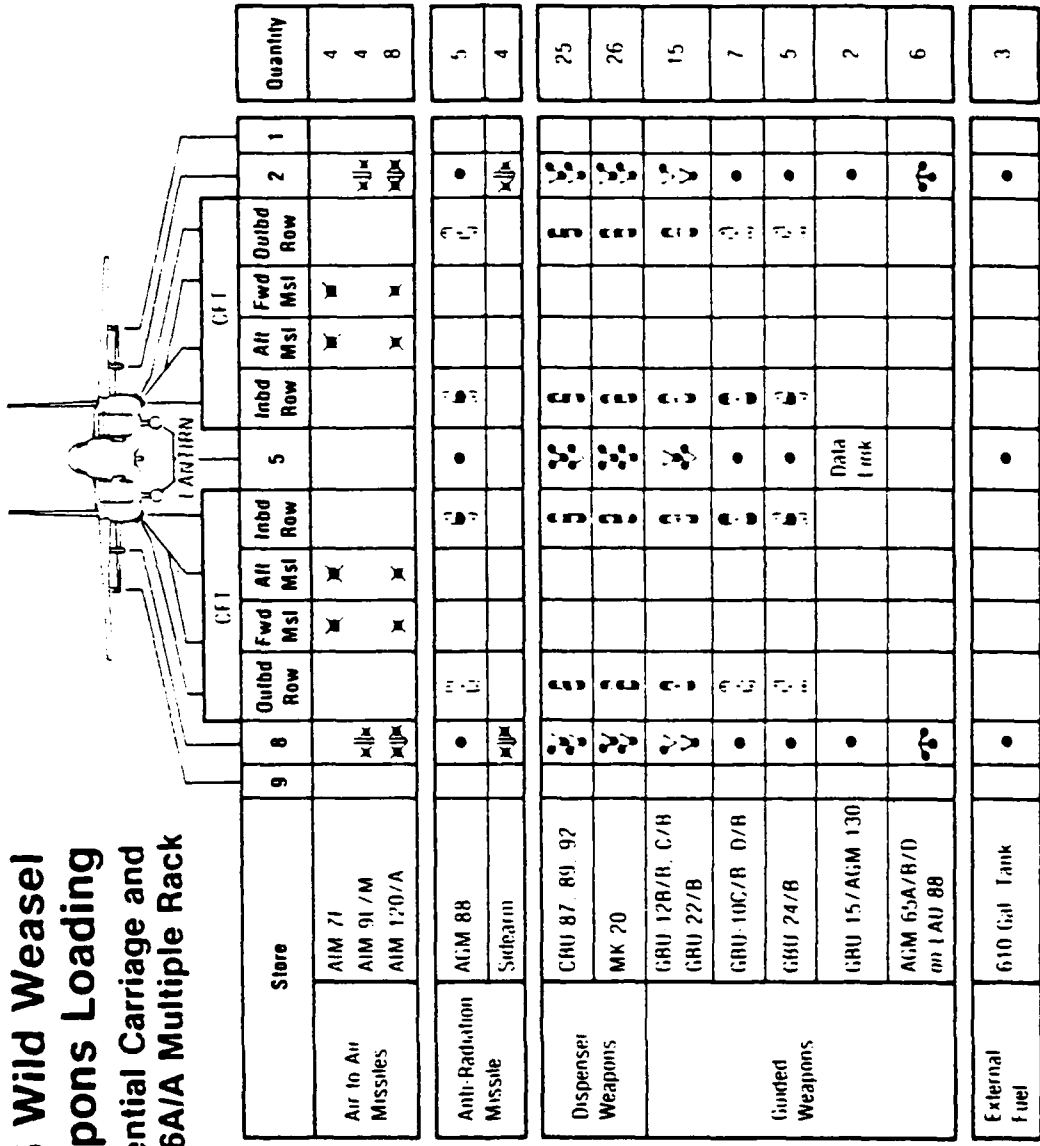 Wild Weasel
pons Loading
ential Carriage and
6A/A Multiple Rack
LANTIRN
CFT CFT
Store 9 8 Outbd Row Fwd Msl Aft Msl Inbd Row 5 Inbd Row Aft Msl Fwd Msl Outbd Row 2 1 Quantity
Air to Air Missiles
AIM 7F 4
AIM 9L/M 4
AIM 120/A 8
Anti-Radiation Missile
AGM 88 5
Sidearm 4
Dispenser Weapons
CBU 87, 89, 92 25
MK 20 26
Guided Weapons
GBU 12B/B, C/B
GBU 22/B 15
GBU-10C/B D/B 7
GBU 24/B 5
GBU 15/AGM 130 Data Link 2
AGM 65A/B/D
on LAU 88 6
External Fuel
610 Gal Tank 3